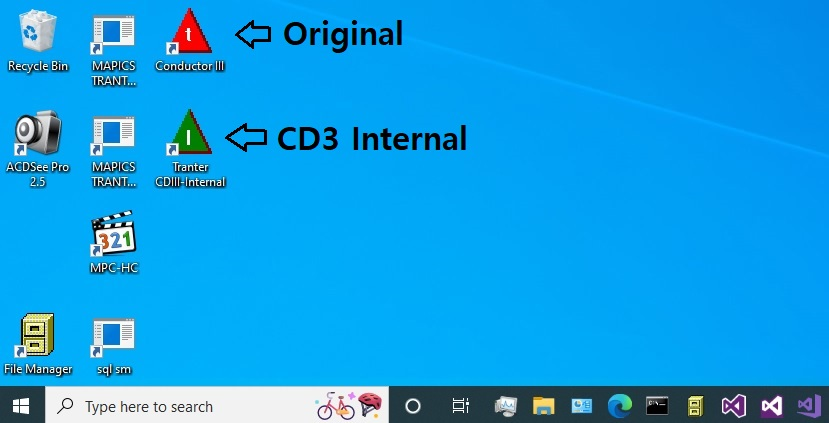 Recycle Bin
MAPICS
TRANT...
t
Conductor III
Original
ACDSee Pro
2.5
MAPICS
TRANT...
I
Tranter
CDIII-Internal
CD3 Internal
321
MPC-HC
File Manager
sql sm
Type here to search